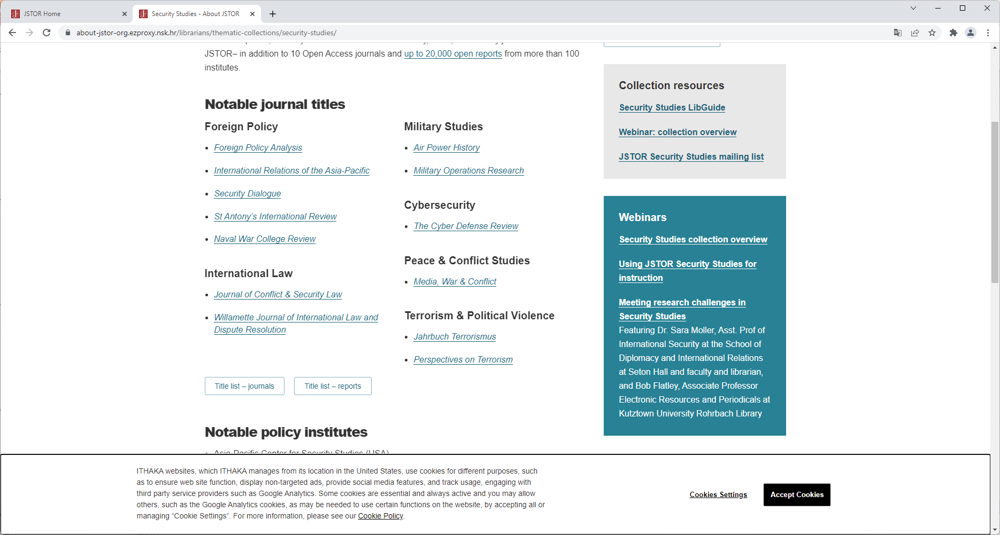 JSTOR Home
Security Studies - About JSTOR
about-jstor-org.ezproxy.nsk.hr/librarians/thematic-collections/security-studies/
JSTOR– in addition to 10 Open Access journals and up to 20,000 open reports from more than 100
institutes.
Notable journal titles
Foreign Policy
Foreign Policy Analysis
International Relations of the Asia-Pacific
Security Dialogue
St Antony’s International Review
Naval War College Review
International Law
Journal of Conflict & Security Law
Willamette Journal of International Law and
Dispute Resolution
Military Studies
Air Power History
Military Operations Research
Cybersecurity
The Cyber Defense Review
Peace & Conflict Studies
Media, War & Conflict
Terrorism & Political Violence
Jahrbuch Terrorismus
Perspectives on Terrorism
Title list – journals
Title list – reports
Notable policy institutes
Asia-Pacific Center for Security Studies (USA)
Collection resources
Security Studies LibGuide
Webinar: collection overview
JSTOR Security Studies mailing list
Webinars
Security Studies collection overview
Using JSTOR Security Studies for
instruction
Meeting research challenges in
Security Studies
Featuring Dr. Sara Moller, Asst. Prof of
International Security at the School of
Diplomacy and International Relations
at Seton Hall and faculty and librarian,
and Bob Flatley, Associate Professor
Electronic Resources and Periodicals at
Kutztown University Rohrbach Library
ITHAKA websites, which ITHAKA manages from its location in the United States, use cookies for different purposes, such
as to ensure web site function, display non-targeted ads, provide social media features, and track usage, engaging with
third party service providers such as Google Analytics. Some cookies are essential and always active and you may allow
others, such as the Google Analytics cookies, as may be needed to use certain functions on the website, by accepting all or
managing “Cookie Settings”. For more information, please see our Cookie Policy.
Cookies Settings
Accept Cookies